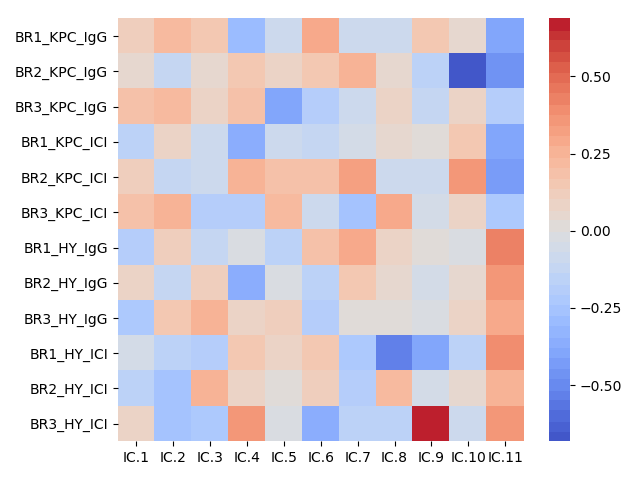 BR1_KPC_IgG
BR2_KPC_IgG
BR3_KPC_IgG
BR1_KPC_ICI
BR2_KPC_ICI
BR3_KPC_ICI
BR1_HY_IgG
BR2_HY_IgG
BR3_HY_IgG
BR1_HY_ICI
BR2_HY_ICI
BR3_HY_ICI
IC.1 IC.2 IC.3 IC.4 IC.5 IC.6 IC.7 IC.8 IC.9 IC.10 IC.11
0.50
0.25
0.00
−0.25
−0.50